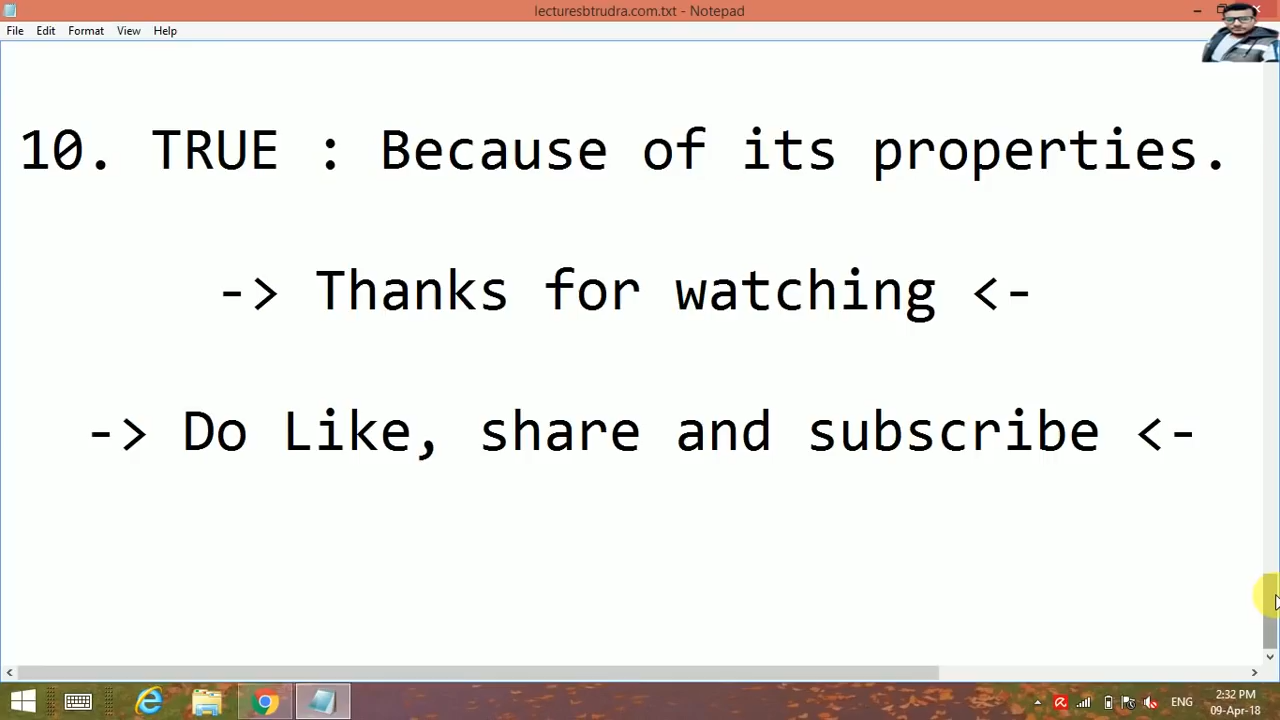 lecturesbtrudra.com.txt - Notepad
File Edit Format View Help
10. TRUE : Because of its properties.
-> Thanks for watching <-
-> Do Like, share and subscribe <-
ENG
2:32 PM
09-Apr-18